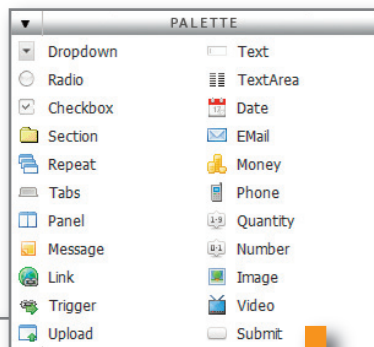 PALETTE
Dropdown Text
Radio TextArea
Checkbox Date
Section EMail
Repeat Money
Tabs Phone
Panel Quantity
Message Number
Link Image
Trigger Video
Upload Submit